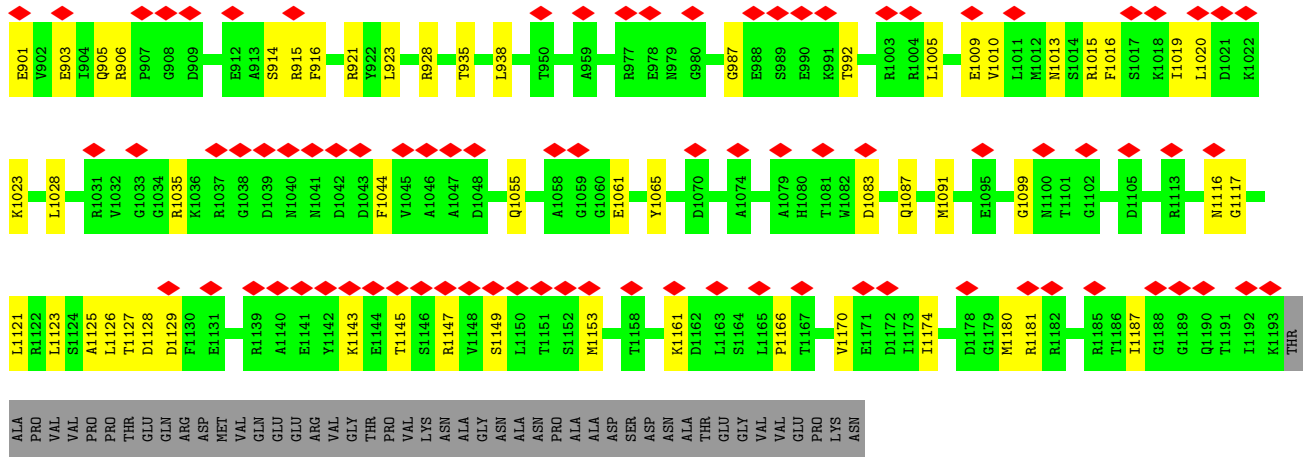 E901 V902 E903 I904 Q905 R906 P907 G908 D909 E912 A913 S914 R915 F916 R921 Y922 L923 R928 T935 L938 T950 A959 R977 E978 N979 G980 G987 E988 S989 E990 K991 T992 R1003 R1004 L1005 E1009 V1010 L1011 M1012 N1013 S1014 R1015 F1016 S1017 K1018 I1019 L1020 D1021 K1022
K1023 L1028 R1031 V1032 G1033 G1034 R1035 K1036 R1037 G1038 D1039 N1040 N1041 D1042 D1043 F1044 V1045 A1046 A1047 D1048 Q1055 A1058 G1059 G1060 E1061 Y1065 D1070 A1074 A1079 H1080 T1081 W1082 D1083 Q1087 M1091 E1095 G1099 N1100 T1101 G1102 D1105 R1113 N1116 G1117
L1121 R1122 L1123 S1124 A1125 L1126 T1127 D1128 D1129 F1130 E1131 R1139 A1140 E1141 Y1142 K1143 E1144 T1145 S1146 R1147 V1148 S1149 L1150 T1151 S1152 M1153 T1158 K1161 D1162 L1163 S1164 L1165 P1166 T1167 V1170 E1171 D1172 I1173 I1174 D1178 G1179 M1180 R1181 R1182 R1185 T1186 I1187 G1188 G1189 Q1190 T1191 I1192 K1193 THR
ALA PRO VAL VAL PRO PRO THR GLU GLN ARG ASP MET VAL GLN GLU GLU ARG VAL GLY THR PRO VAL LYS ASN ALA GLY ASN ALA ASN PRO ALA ALA ASP SER ASP ASN ALA THR GLU GLY VAL VAL GLU PRO LYS ASN